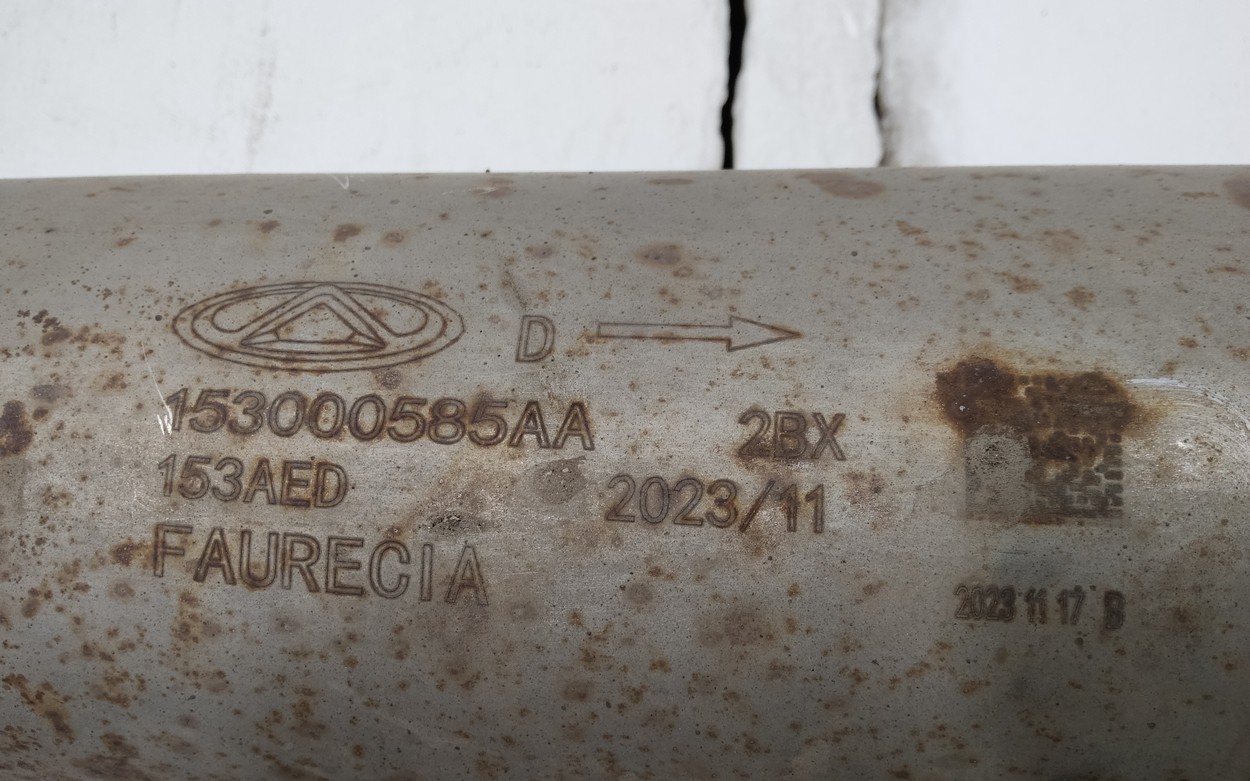 D
153000585AA 2BX
153AED 2023/11
FAURECIA
2023 11 17 B